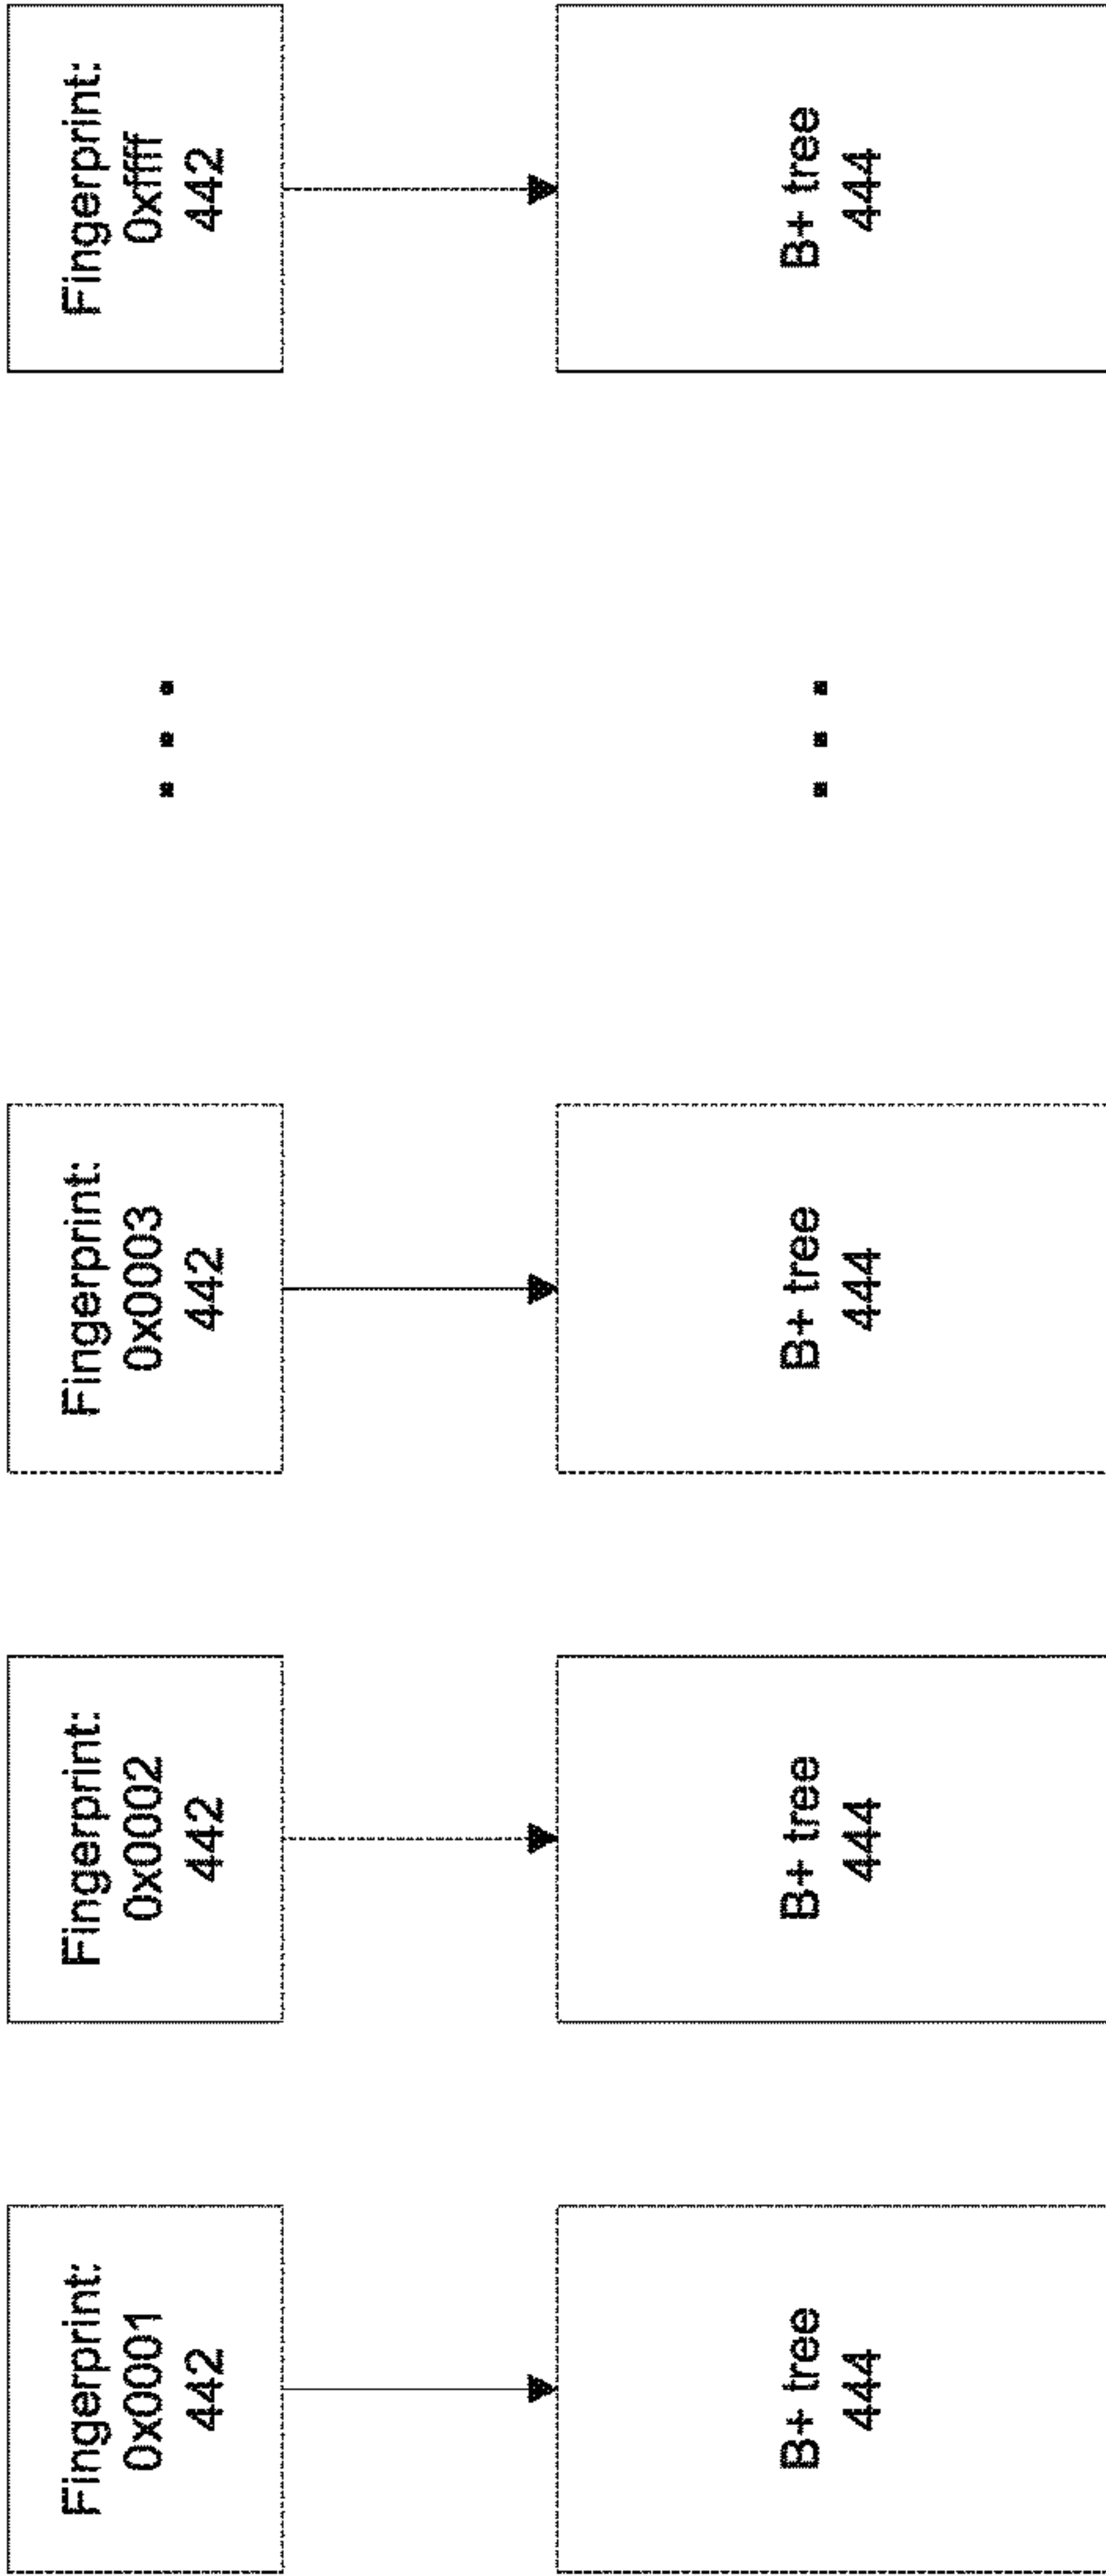 Fingerprint:
0x0001
442
Fingerprint:
0x0002
442
Fingerprint:
0x0003
442
Fingerprint:
0xffff
442
B+ tree
444
B+ tree
444
B+ tree
444
B+ tree
444